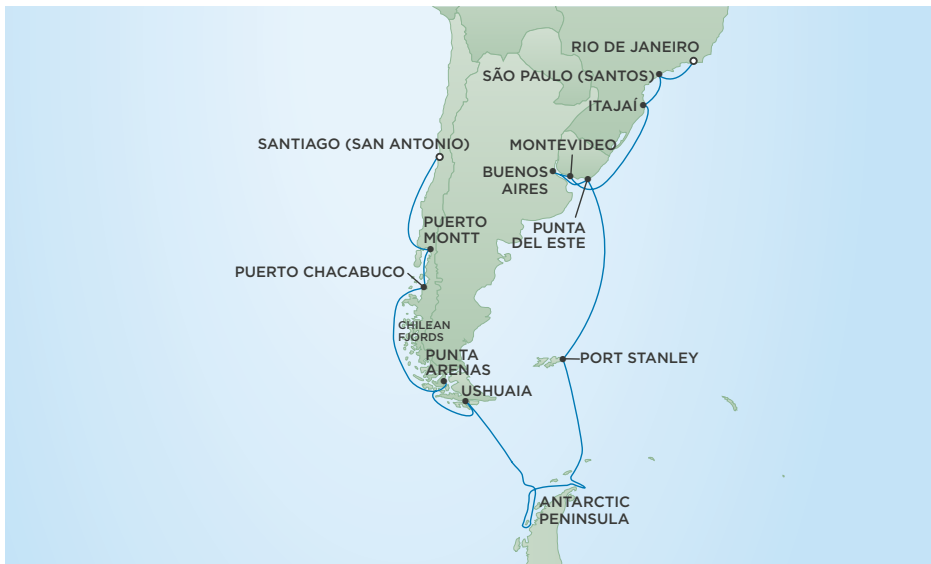 RIO DE JANEIRO
SÃO PAULO (SANTOS)
ITAJAÍ
SANTIAGO (SAN ANTONIO)
MONTEVIDEO
BUENOS
AIRES
PUNTA
DEL ESTE
PUERTO
MONTT
PUERTO CHACABUCO
CHILEAN
FJORDS
PUNTA
ARENAS
PORT STANLEY
USHUAIA
ANTARCTIC
PENINSULA